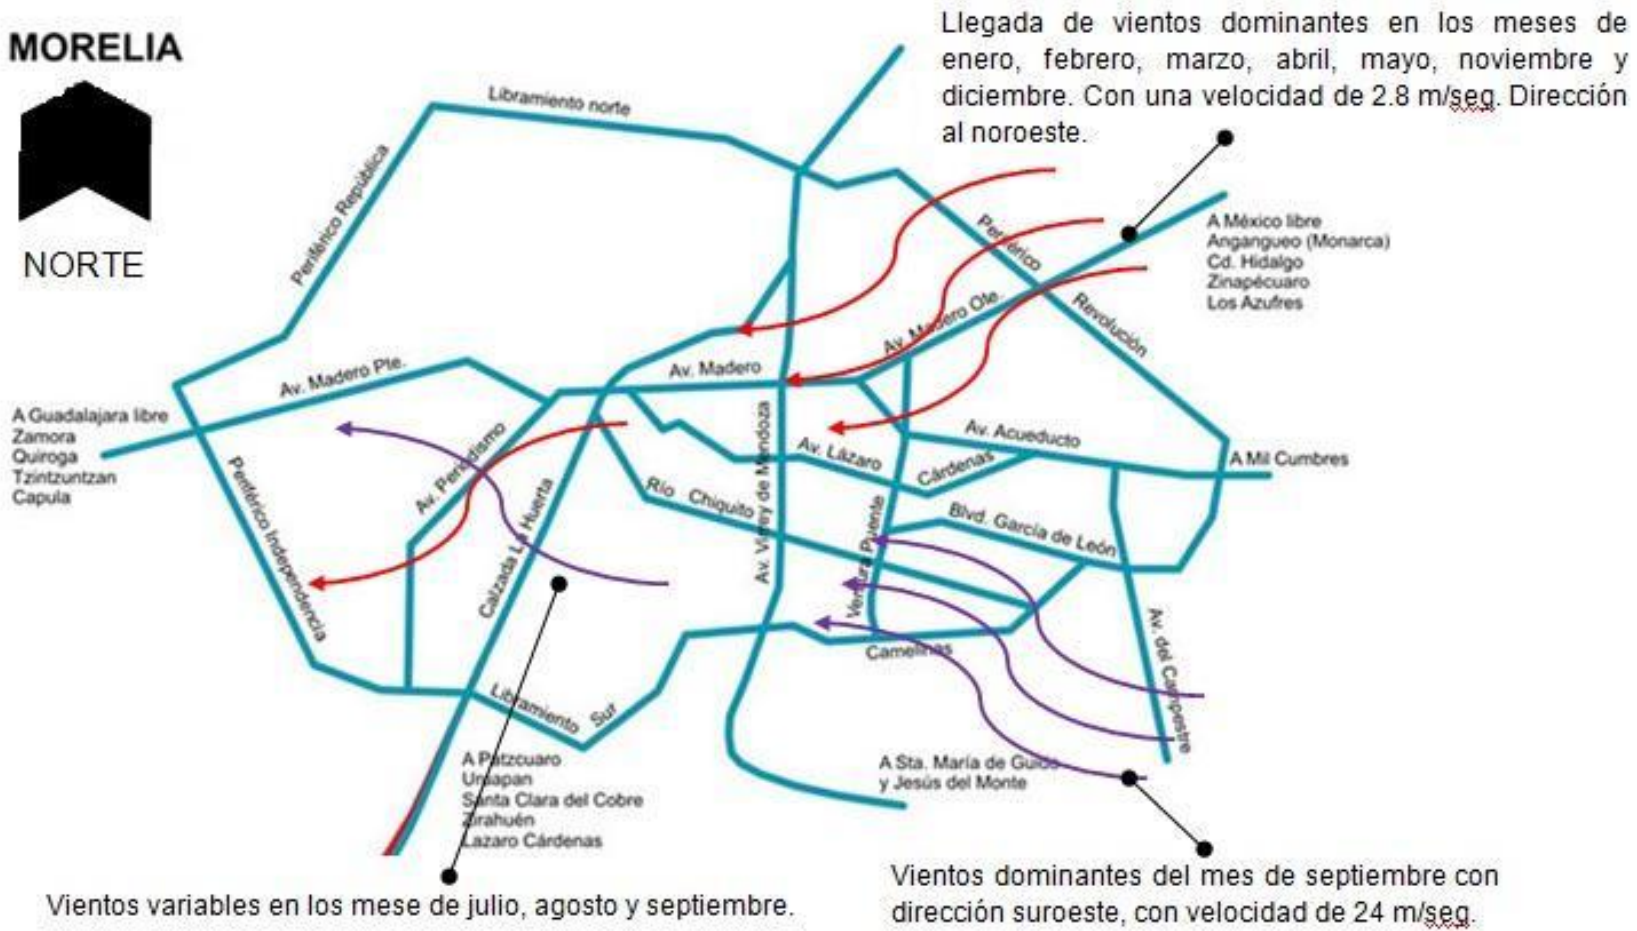 MORELIA
NORTE
Llegada de vientos dominantes en los meses de
enero, febrero, marzo, abril, mayo, noviembre y
diciembre. Con una velocidad de 2.8 m/seg. Dirección
al noroeste.
Libramiento norte
Periférico República
Periférico
Revolución
A México libre
Angangueo (Monarca)
Cd. Hidalgo
Zinapécuaro
Los Azufres
Av. Madero Ote.
Av. Madero
Av. Madero Pte.
A Guadalajara libre
Zamora
Quiroga
Tzintzuntzan
Capula
Av. Periodismo
Periférico Independencia
Calzada La Huerta
Río Chiquito
Av. Virrey de Mendoza
Av. Lázaro
Cárdenas
Av. Acueducto
A Mil Cumbres
Blvd. García de León
Ventura Puente
Camelinas
Av. del Campestre
Libramiento Sur
A Patzcuaro
Uruapan
Santa Clara del Cobre
Zirahuén
Lazaro Cárdenas
A Sta. María de Guido
y Jesús del Monte
Vientos variables en los mese de julio, agosto y septiembre.
Vientos dominantes del mes de septiembre con
dirección suroeste, con velocidad de 24 m/seg.